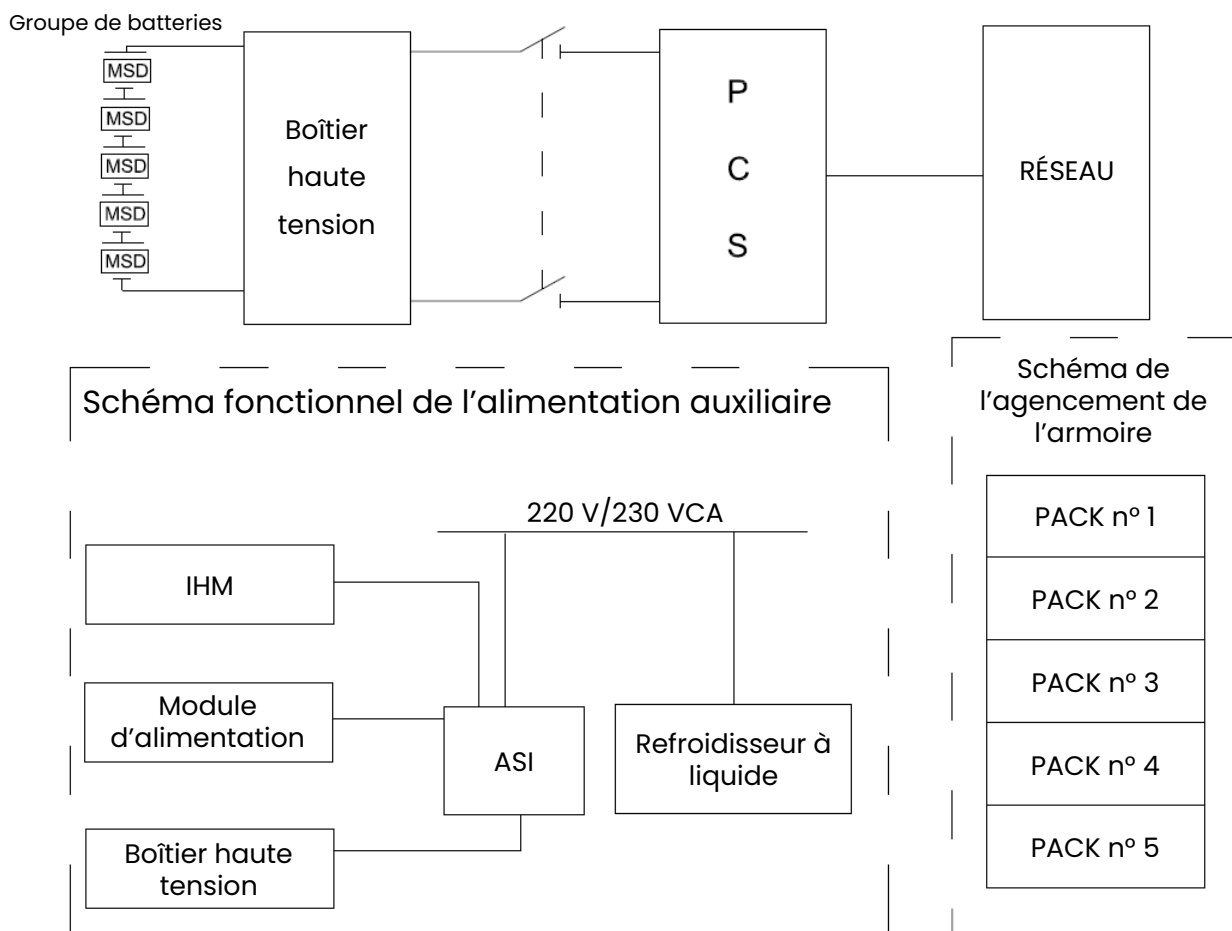 Groupe de batteries
MSD
MSD
MSD
MSD
MSD
Boîtier
haute
tension
P
C
S
RÉSEAU
Schéma fonctionnel de l’alimentation auxiliaire
220 V/230 VCA
IHM
Module
d’alimentation
ASI
Refroidisseur à
liquide
Boîtier haute
tension
Schéma de
l’agencement de
l’armoire
PACK nº 1
PACK nº 2
PACK nº 3
PACK nº 4
PACK nº 5